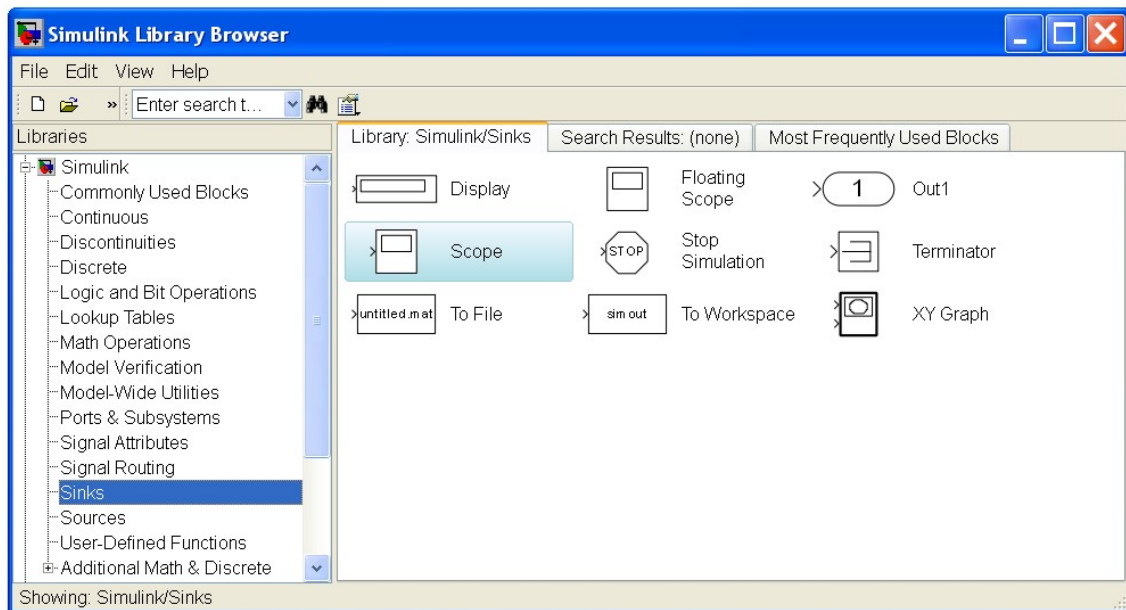 Simulink Library Browser
File Edit View Help
» Enter search t...
Libraries
Simulink
Commonly Used Blocks
Continuous
Discontinuities
Discrete
Logic and Bit Operations
Lookup Tables
Math Operations
Model Verification
Model-Wide Utilities
Ports & Subsystems
Signal Attributes
Signal Routing
Sinks
Sources
User-Defined Functions
Additional Math & Discrete
Library: Simulink/Sinks Search Results: (none) Most Frequently Used Blocks
Display
Floating
Scope
1 Out1
Scope
STOP
Stop
Simulation
Terminator
untitled.mat To File
simout To Workspace
XY Graph
Showing: Simulink/Sinks